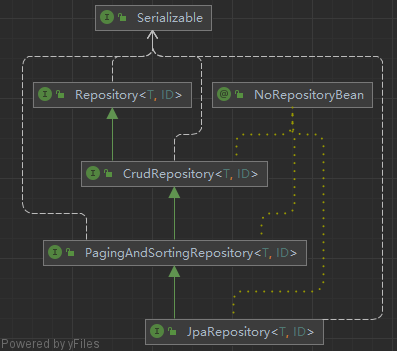 I Serializable
I Repository<T, ID>
@ NoRepositoryBean
I CrudRepository<T, ID>
I PagingAndSortingRepository<T, ID>
I JpaRepository<T, ID>
Powered by yFiles